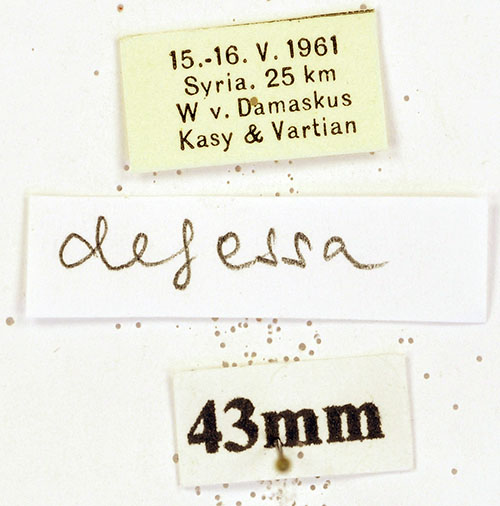 15.-16. V. 1961
Syria. 25 km
W v. Damaskus
Kasy & Vartian
defessa
43mm